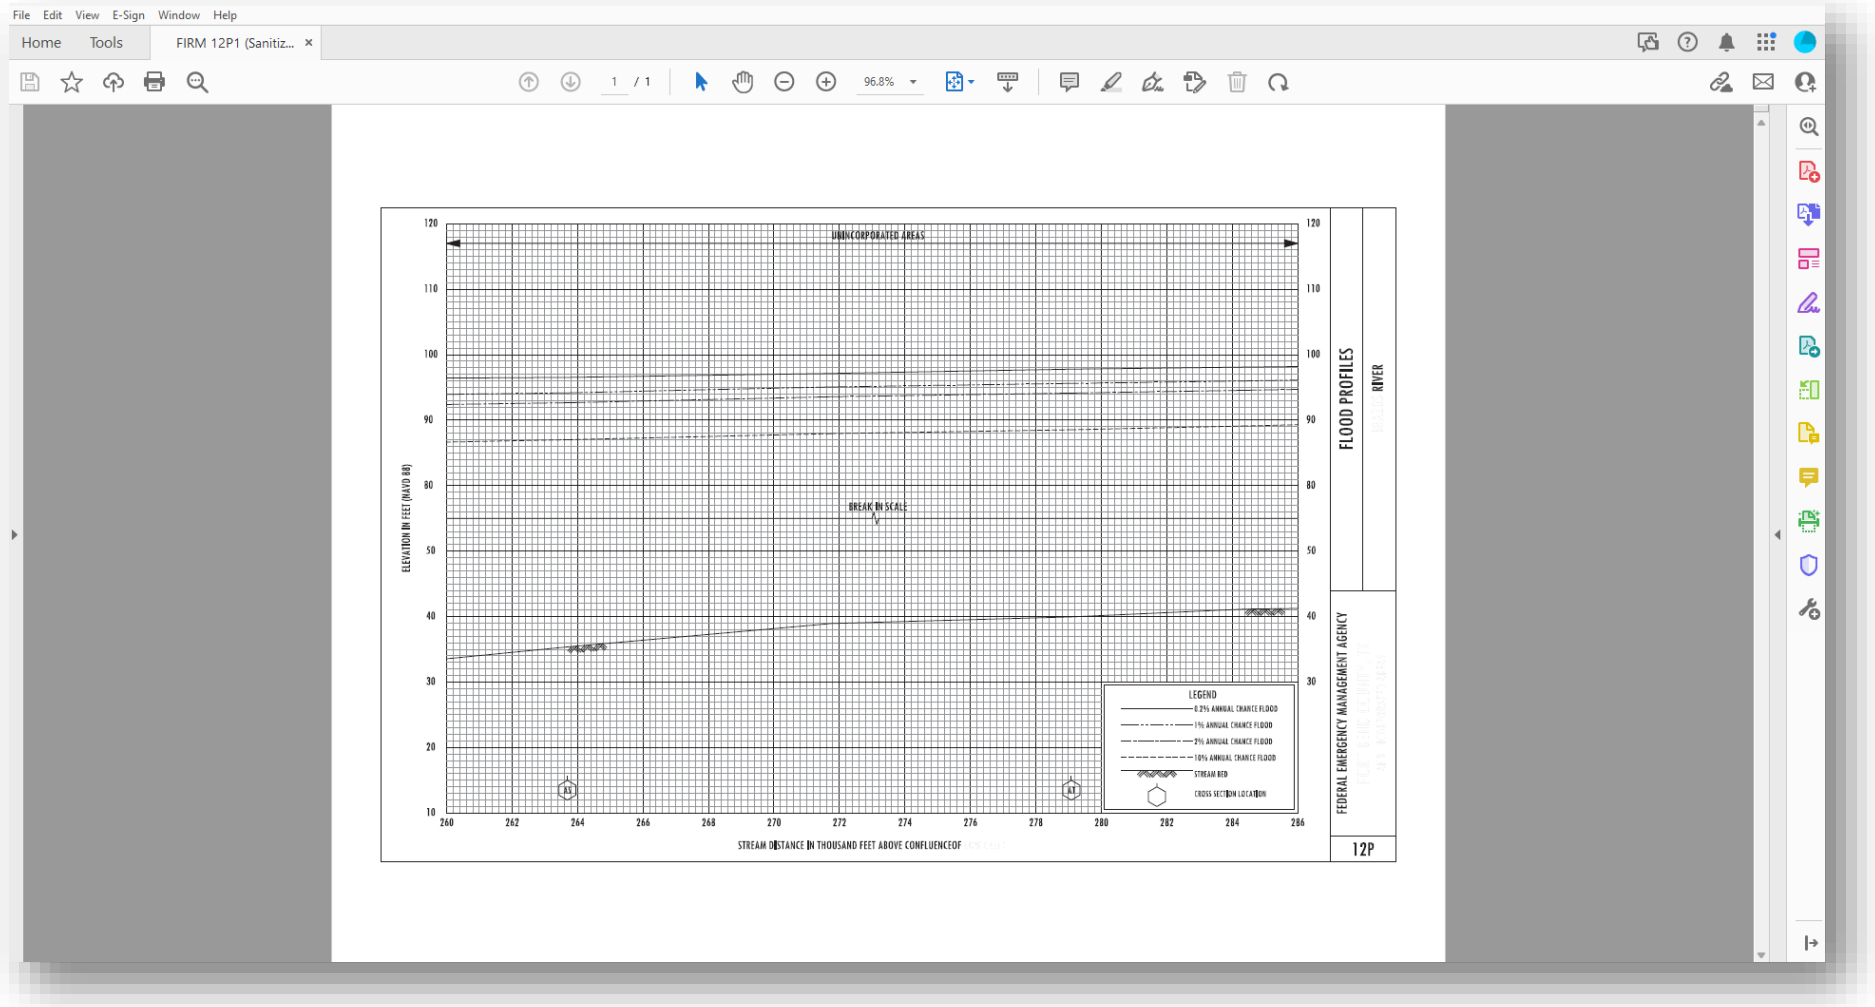 File Edit View E-Sign Window Help
Home Tools FIRM 12P1 (Sanitiz... ×
1 / 1 96.8%
UNINCORPORATED AREAS
120 120
110 110
100 100
90 90
80 80
BREAK IN SCALE
50 50
40 40
30 30
20
10
ELEVATION IN FEET (NAVD 88)
AS AT
LEGEND
0.2% ANNUAL CHANCE FLOOD
1% ANNUAL CHANCE FLOOD
2% ANNUAL CHANCE FLOOD
10% ANNUAL CHANCE FLOOD
STREAM BED
CROSS SECTION LOCATION
260 262 264 266 268 270 272 274 276 278 280 282 284 286
STREAM DISTANCE IN THOUSAND FEET ABOVE CONFLUENCEOF
FLOOD PROFILES
RIVER
FEDERAL EMERGENCY MANAGEMENT AGENCY
12P